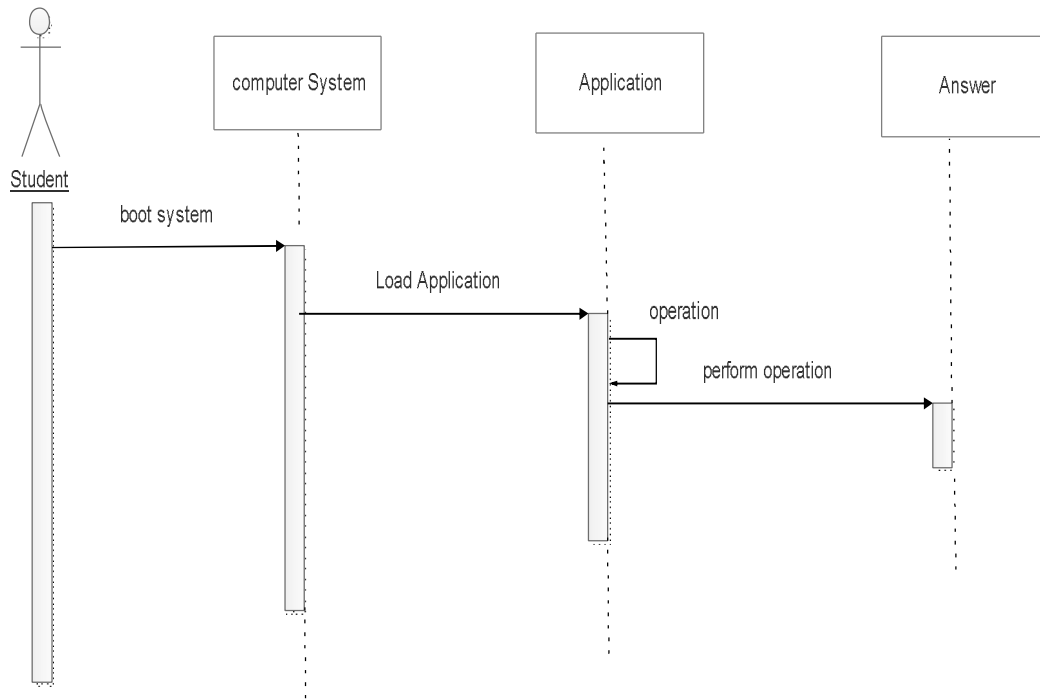 computer System
Application
Answer
Student
boot system
Load Application
operation
perform operation